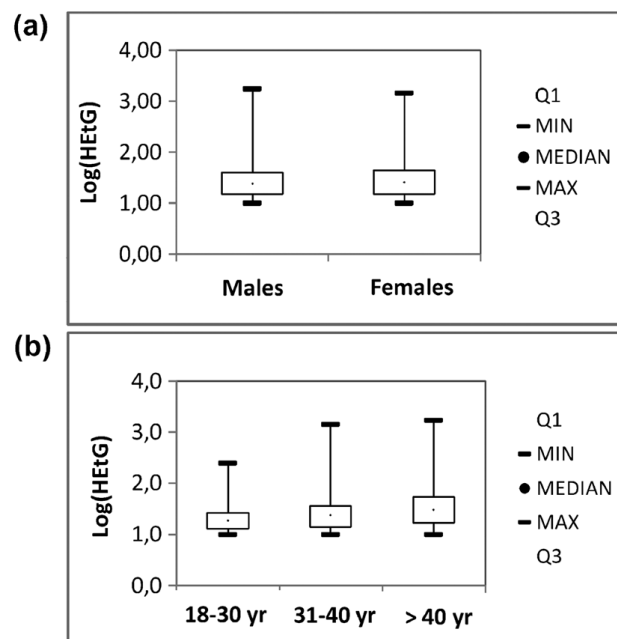 (a)
Log(HEtG)
4,00
3,00
2,00
1,00
0,00
Males
Females
Q1
MIN
MEDIAN
MAX
Q3
(b)
Log(HEtG)
4,0
3,0
2,0
1,0
0,0
18-30 yr
31-40 yr
> 40 yr
Q1
MIN
MEDIAN
MAX
Q3